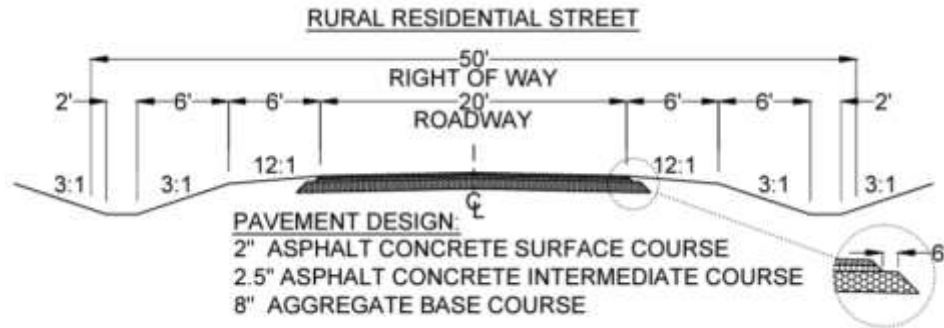 RURAL RESIDENTIAL STREET
50'
RIGHT OF WAY
2' 6' 6' 20' 6' 6' 2'
ROADWAY
3:1 3:1 12:1 12:1 3:1 3:1
℄
PAVEMENT DESIGN:
2" ASPHALT CONCRETE SURFACE COURSE
2.5" ASPHALT CONCRETE INTERMEDIATE COURSE
8" AGGREGATE BASE COURSE
6